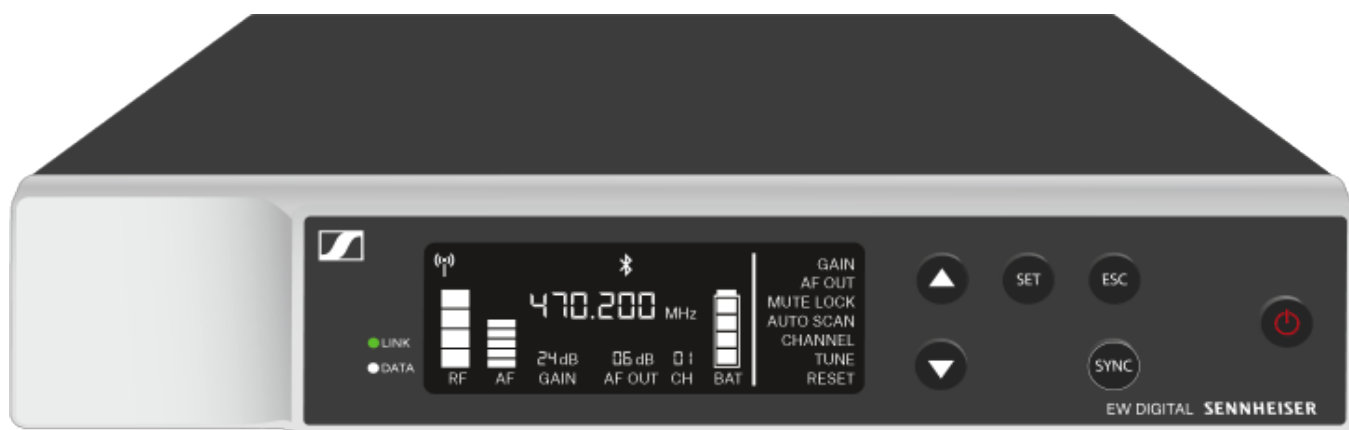 LINK
DATA
470.200 MHz
24 dB 06 dB 01
RF AF GAIN AF OUT CH BAT
GAIN
AF OUT
MUTE LOCK
AUTO SCAN
CHANNEL
TUNE
RESET
SET
ESC
SYNC
EW DIGITAL SENNHEISER